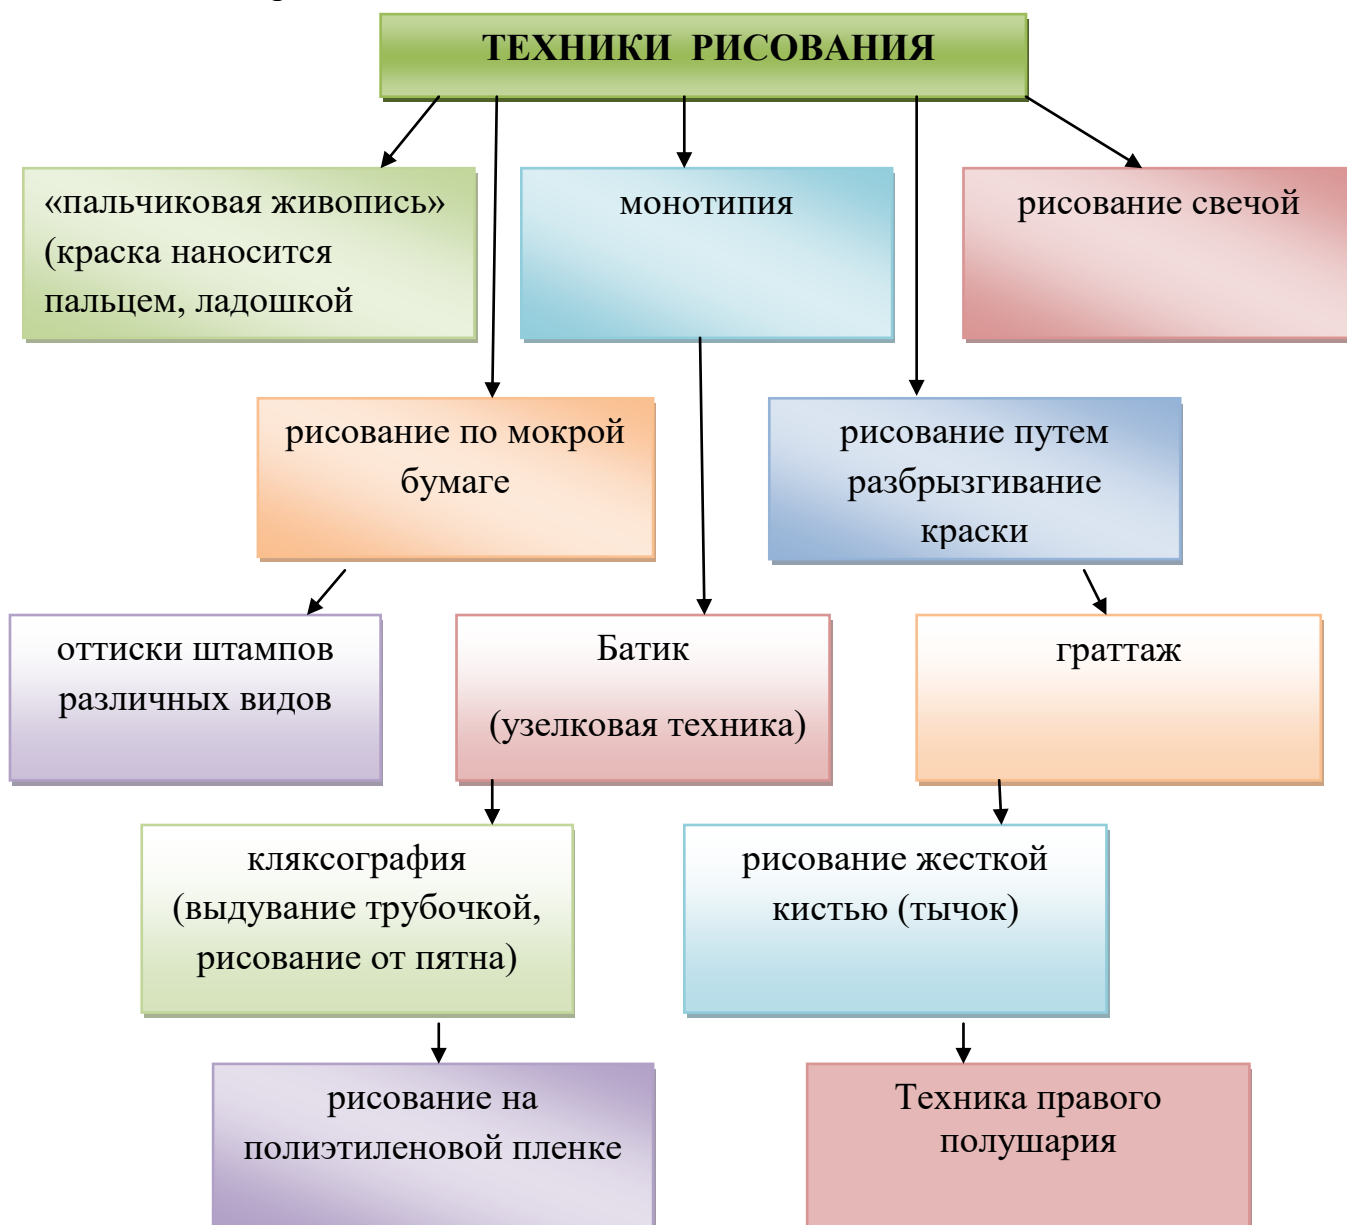 ТЕХНИКИ РИСОВАНИЯ
«пальчиковая живопись»
(краска наносится
пальцем, ладошкой
монотипия
рисование свечой
рисование по мокрой
бумаге
рисование путем
разбрызгивание
краски
оттиски штампов
различных видов
Батик
(узелковая техника)
граттаж
кляксография
(выдувание трубочкой,
рисование от пятна)
рисование жесткой
кистью (тычок)
рисование на
полиэтиленовой пленке
Техника правого
полушария